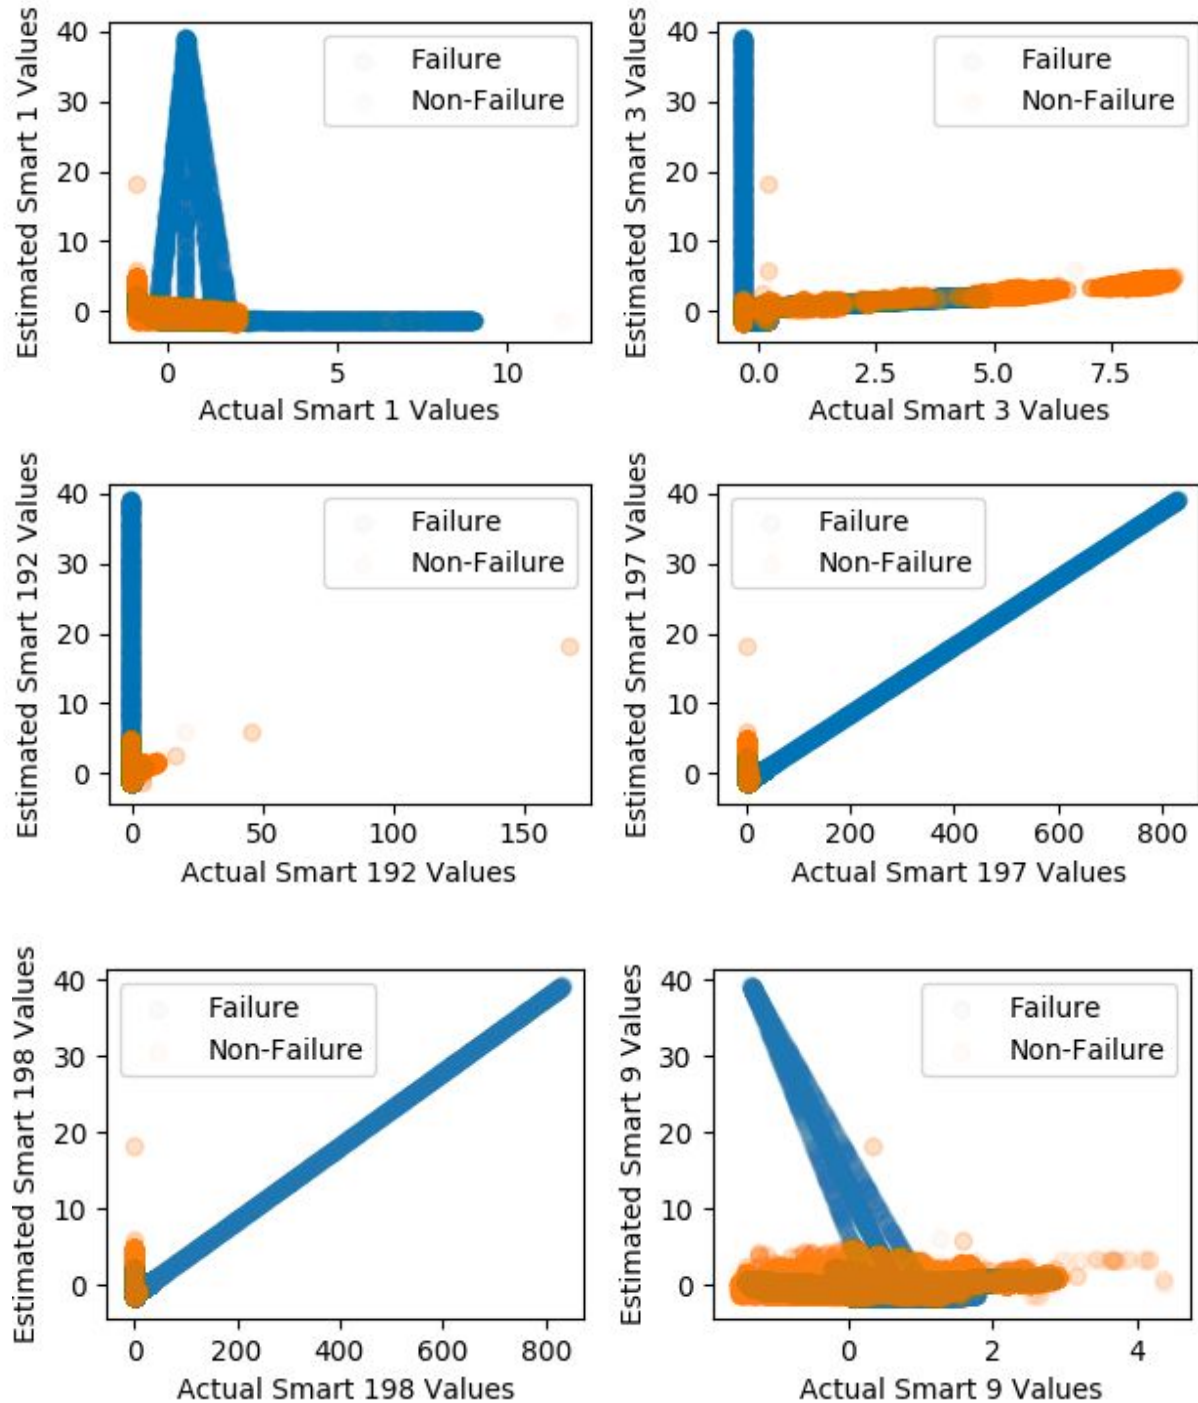 Estimated Smart 1 Values
40
30
20
10
0
Failure
Non-Failure
0 5 10
Actual Smart 1 Values
Estimated Smart 3 Values
40
30
20
10
0
Failure
Non-Failure
0.0 2.5 5.0 7.5
Actual Smart 3 Values
Estimated Smart 192 Values
40
30
20
10
0
Failure
Non-Failure
0 50 100 150
Actual Smart 192 Values
Estimated Smart 197 Values
40
30
20
10
0
Failure
Non-Failure
0 200 400 600 800
Actual Smart 197 Values
Estimated Smart 198 Values
40
30
20
10
0
Failure
Non-Failure
0 200 400 600 800
Actual Smart 198 Values
Estimated Smart 9 Values
40
30
20
10
0
Failure
Non-Failure
0 2 4
Actual Smart 9 Values